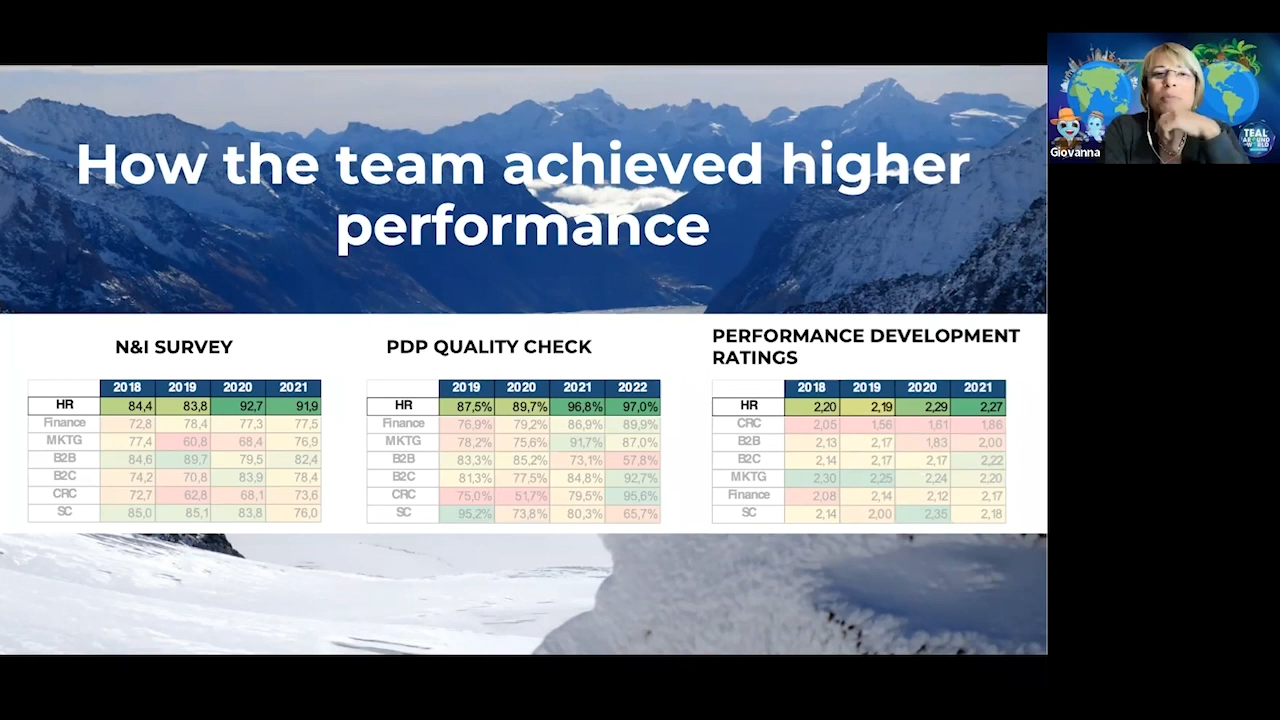 How the team achieved higher
performance
N&I SURVEY
2018 2019 2020 2021
HR 84,4 83,8 92,7 91,9
Finance 72,8 78,4 77,3 77,5
MKTG 77,4 60,8 68,4 76,9
B2B 84,6 89,7 79,5 82,4
B2C 74,2 70,8 83,9 78,4
CRC 72,7 62,8 68,1 73,6
SC 85,0 85,1 83,8 76,0
PDP QUALITY CHECK
2019 2020 2021 2022
HR 87,5% 89,7% 96,8% 97,0%
Finance 76,9% 79,2% 86,9% 89,9%
MKTG 78,2% 75,6% 91,7% 87,0%
B2B 83,3% 85,2% 73,1% 57,8%
B2C 81,3% 77,5% 84,8% 92,7%
CRC 75,0% 51,7% 79,5% 95,6%
SC 95,2% 73,8% 80,3% 65,7%
PERFORMANCE DEVELOPMENT
RATINGS
2018 2019 2020 2021
HR 2,20 2,19 2,29 2,27
CRC 2,05 1,56 1,61 1,86
B2B 2,13 2,17 1,83 2,00
B2C 2,14 2,17 2,17 2,22
MKTG 2,30 2,25 2,24 2,20
Finance 2,08 2,14 2,12 2,17
SC 2,14 2,00 2,35 2,18
Giovanna
TEAL
AROUND
WORLD